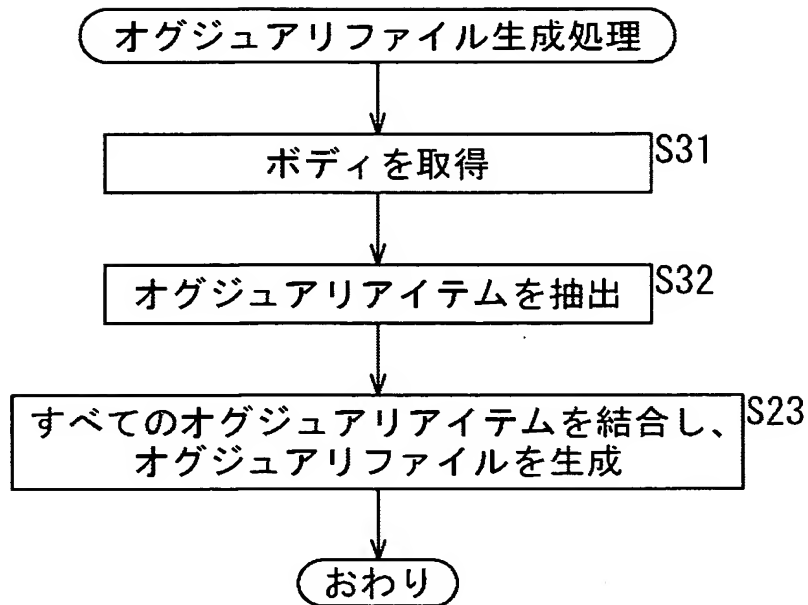 オグジュアリファイル生成処理
ボディを取得
S31
オグジュアリアイテムを抽出
S32
すべてのオグジュアリアイテムを結合し、
オグジュアリファイルを生成
S23
おわり